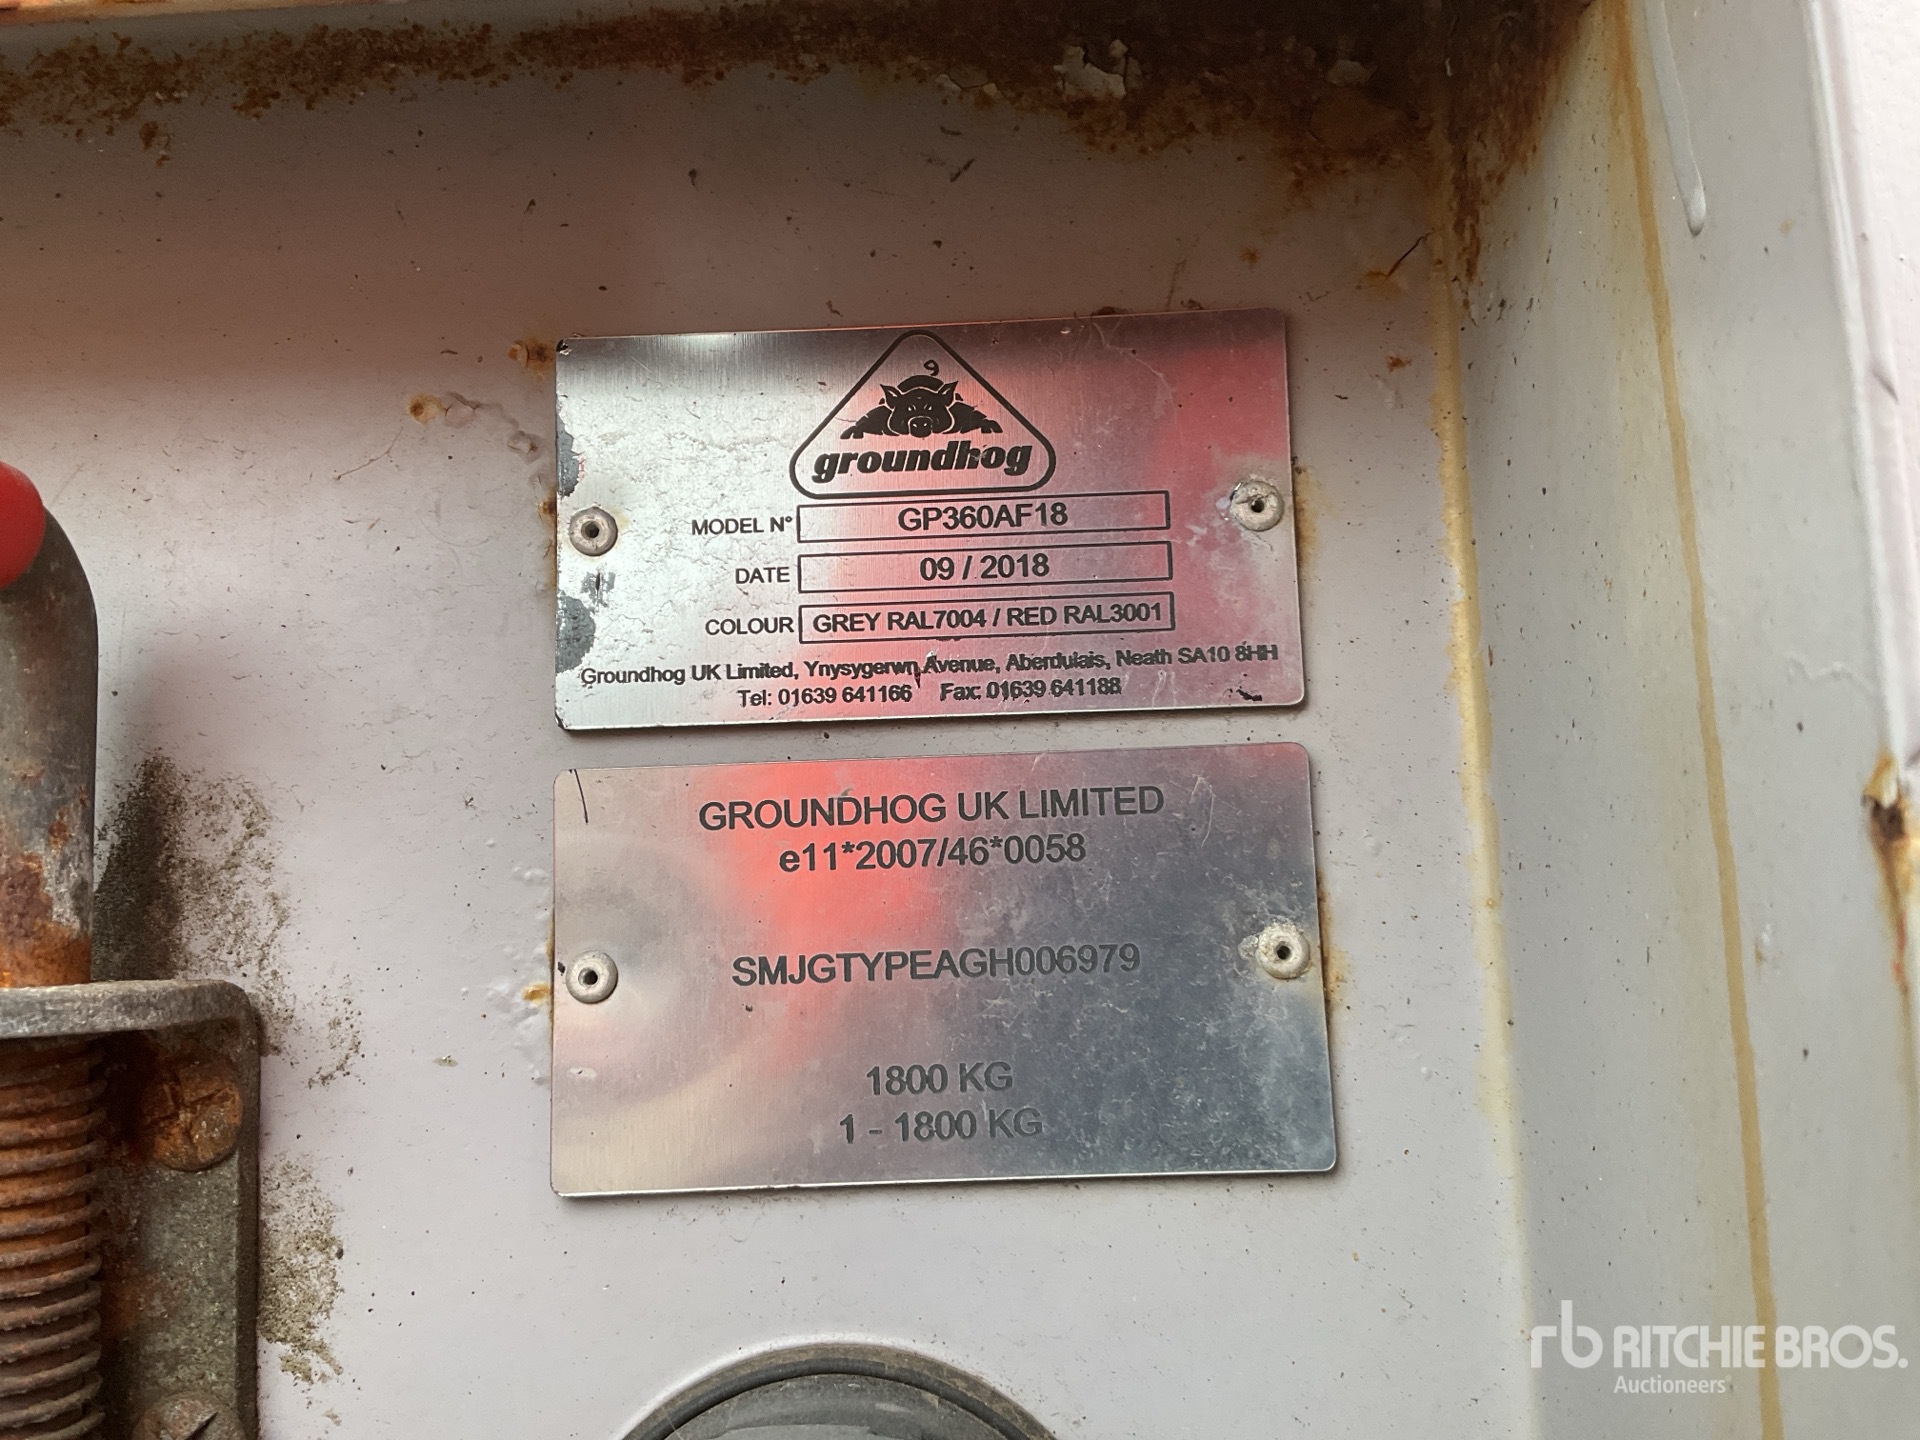 groundhog
MODEL Nº GP360AF18
DATE 09 / 2018
COLOUR GREY RAL7004 / RED RAL3001
Groundhog UK Limited, Ynysygerwn Avenue, Aberdulais, Neath SA10 8HH
Tel: 01639 641166 Fax: 01639 641188
GROUNDHOG UK LIMITED
e11*2007/46*0058
SMJGTYPEAGH006979
1800 KG
1 - 1800 KG
rb RITCHIE BROS.
Auctioneers